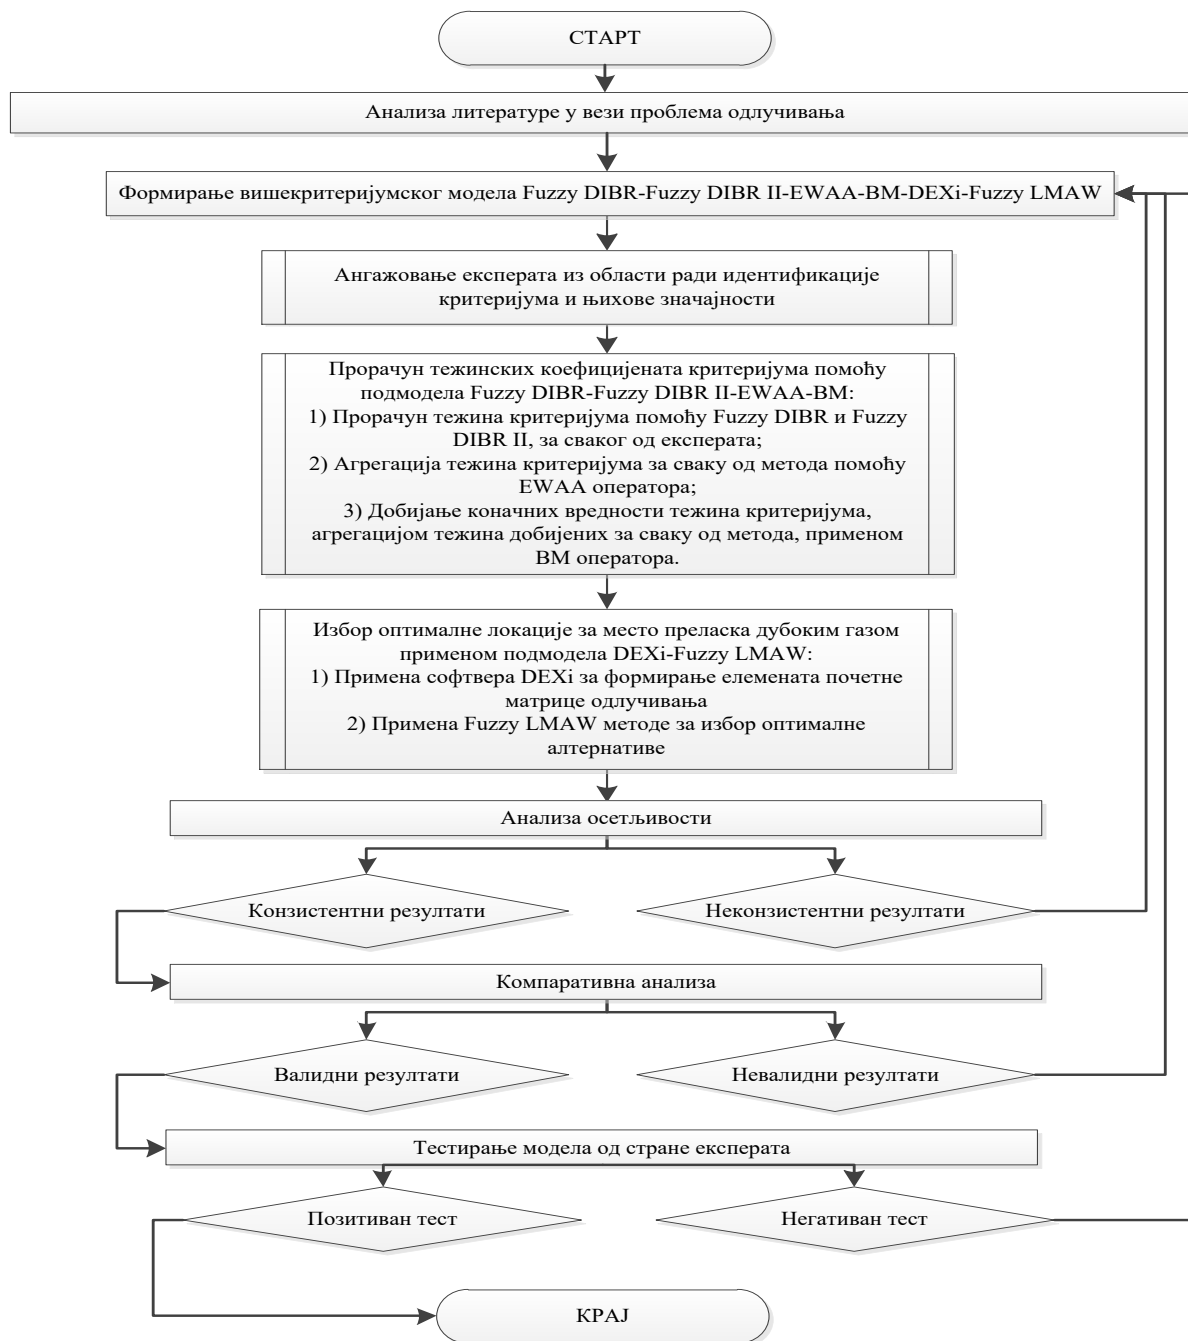 СТАРТ
Анализа литературе у вези проблема одлучивања
Формирање вишекритеријумског модела Fuzzy DIBR-Fuzzy DIBR II-EWAA-BM-DEXi-Fuzzy LMAW
Ангажовање експерата из области ради идентификације
критеријума и њихове значајности
Прорачун тежинских коефицијената критеријума помоћу
подмодела Fuzzy DIBR-Fuzzy DIBR II-EWAA-BM:
1) Прорачун тежина критеријума помоћу Fuzzy DIBR и Fuzzy
DIBR II, за сваког од експерата;
2) Агрегација тежина критеријума за сваку од метода помоћу
EWAA оператора;
3) Добијање коначних вредности тежина критеријума,
агрегацијом тежина добијених за сваку од метода, применом
BM оператора.
Избор оптималне локације за место преласка дубоким газом
применом подмодела DEXi-Fuzzy LMAW:
1) Примена софтвера DEXi за формирање елемената почетне
матрице одлучивања
2) Примена Fuzzy LMAW методе за избор оптималне
алтернативе
Анализа осетљивости
Конзистентни резултати
Неконзистентни резултати
Компаративна анализа
Валидни резултати
Невалидни резултати
Тестирање модела од стране експерата
Позитиван тест
Негативан тест
КРАЈ